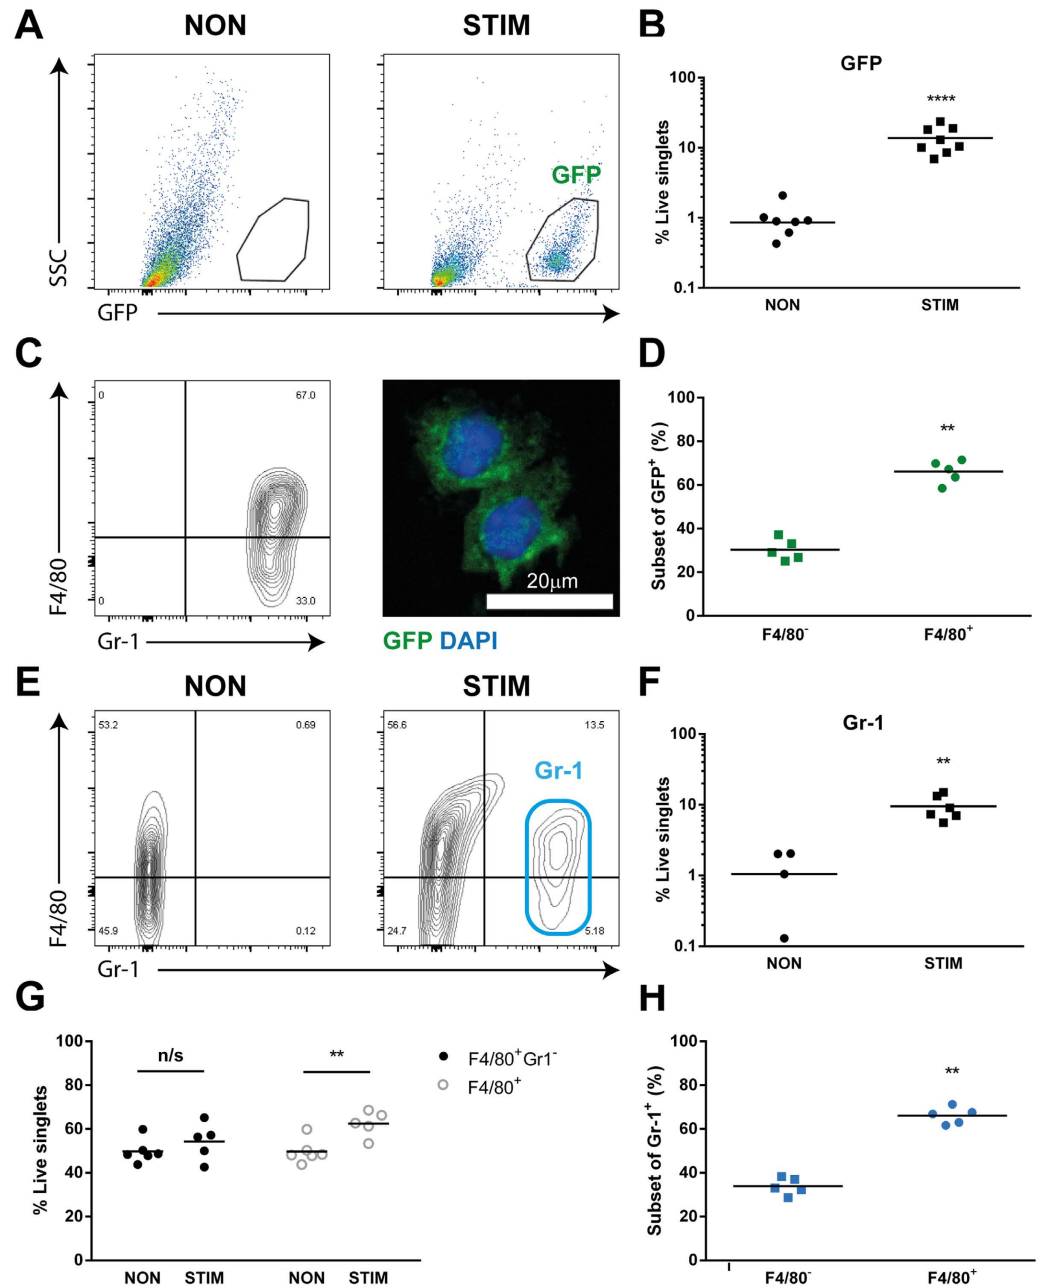 A
NON
STIM
GFP
SSC
GFP
B
GFP
% Live singlets
100
10
1
0.1
****
NON
STIM
C
0
67.0
0
33.0
F4/80
Gr-1
20µm
GFP DAPI
D
Subset of GFP+ (%)
100
80
60
40
20
0
**
F4/80-
F4/80+
E
NON
STIM
53.2
0.69
45.9
0.12
56.6
13.5
Gr-1
24.7
5.18
F4/80
Gr-1
F
Gr-1
% Live singlets
100
10
1
0.1
**
NON
STIM
G
% Live singlets
100
80
60
40
20
0
n/s
**
F4/80+Gr1-
F4/80+
NON
STIM
NON
STIM
H
Subset of Gr-1+ (%)
100
80
60
40
20
0
**
F4/80-
F4/80+